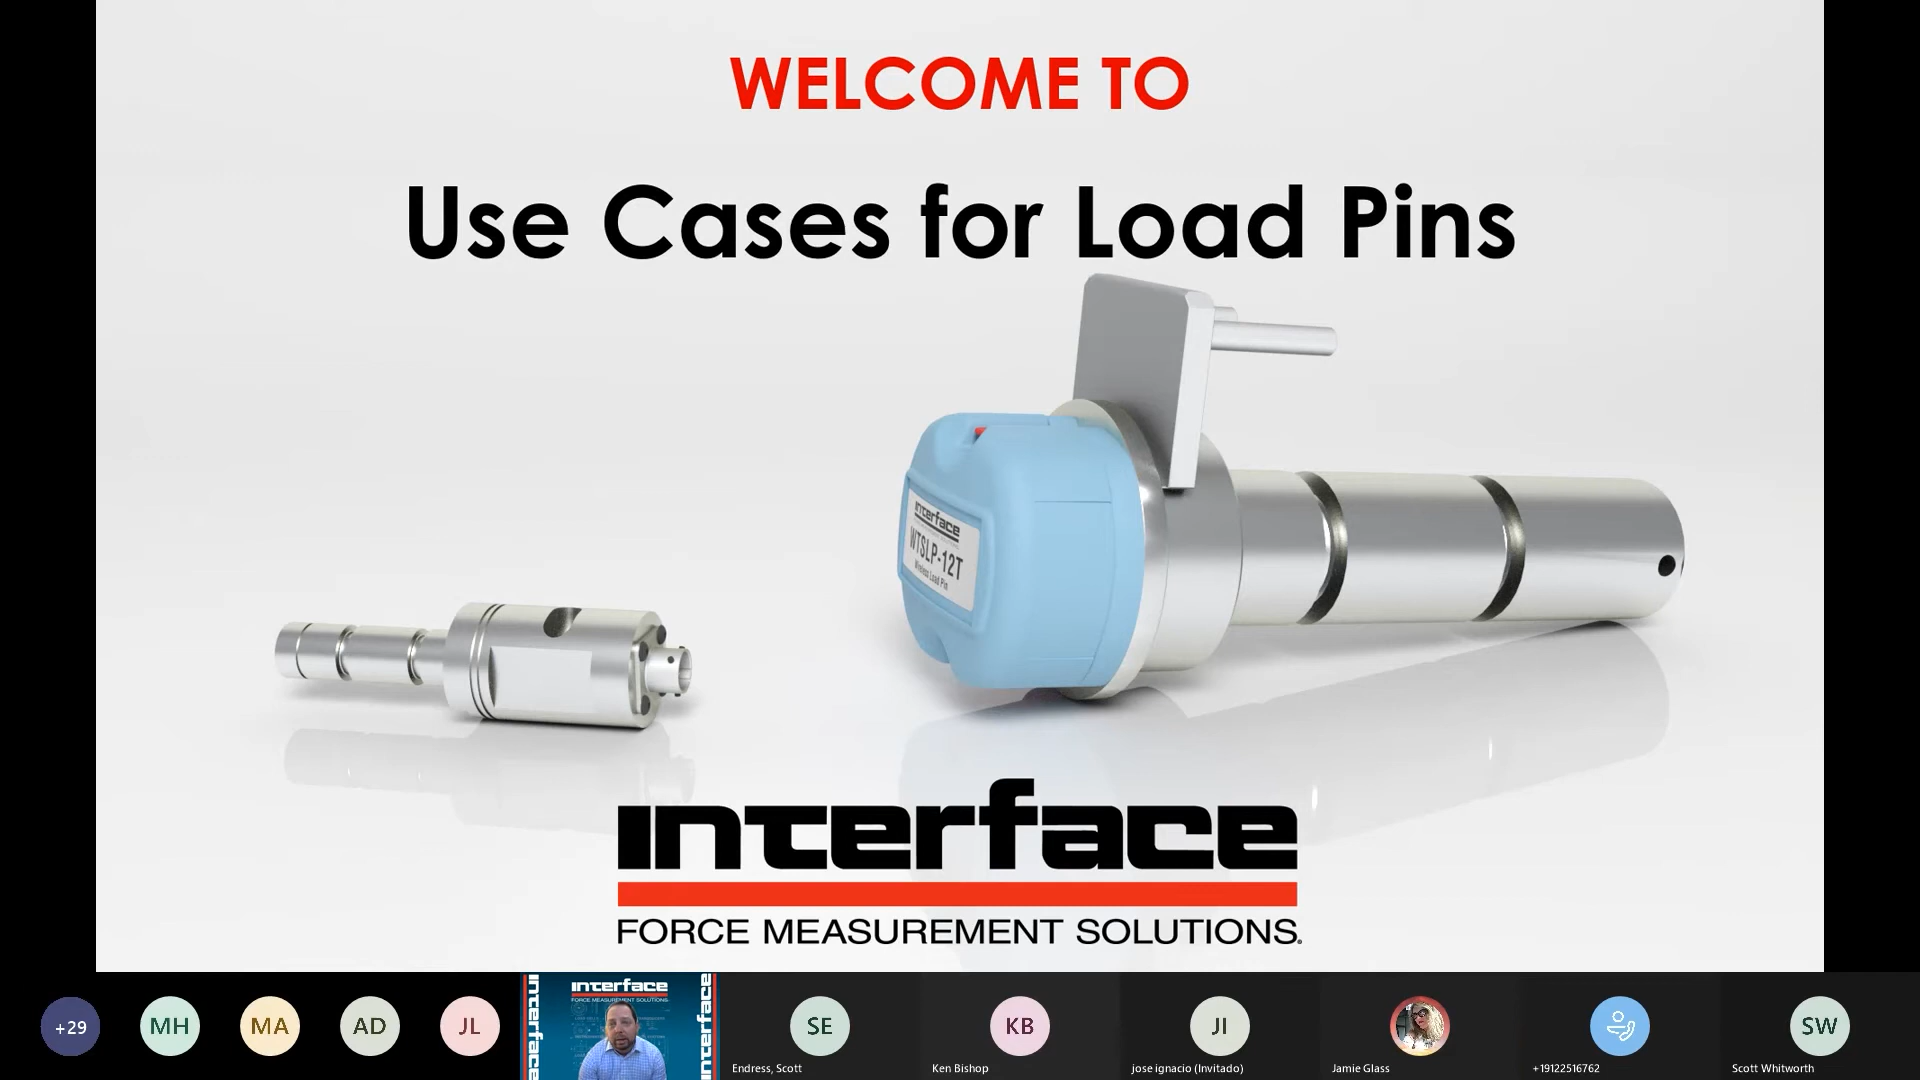 WELCOME TO
Use Cases for Load Pins
interface
WTSLP-12T
Wireless Load Pin
interface
FORCE MEASUREMENT SOLUTIONS.
+29
MH
MA
AD
JL
interface
interface
FORCE MEASUREMENT SOLUTIONS.
interface
SE
Endress, Scott
KB
Ken Bishop
JI
jose ignacio (Invitado)
Jamie Glass
+19122516762
SW
Scott Whitworth